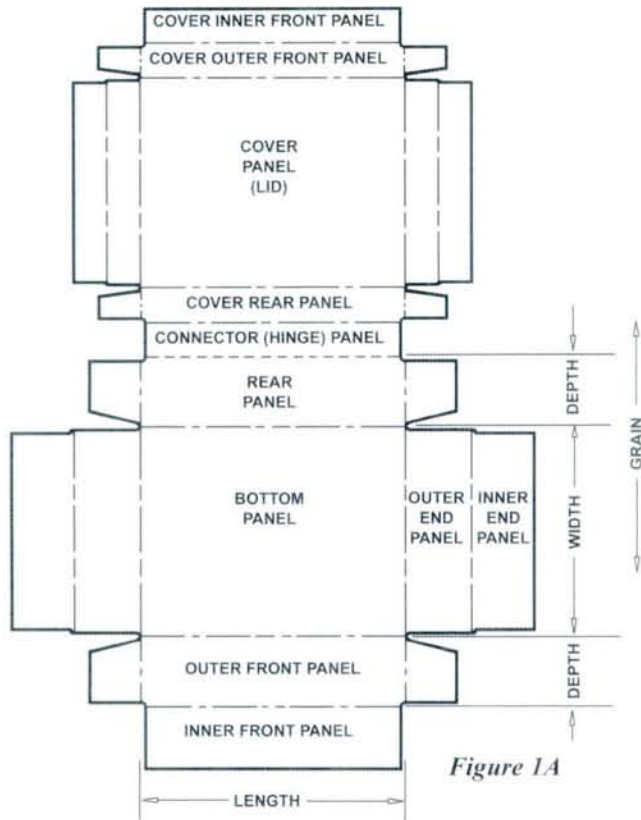 COVER INNER FRONT PANEL
COVER OUTER FRONT PANEL
COVER
PANEL
(LID)
COVER REAR PANEL
CONNECTOR (HINGE) PANEL
REAR
PANEL
DEPTH
GRAIN
BOTTOM
PANEL
OUTER
END
PANEL
INNER
END
PANEL
WIDTH
OUTER FRONT PANEL
DEPTH
INNER FRONT PANEL
Figure 1A
LENGTH